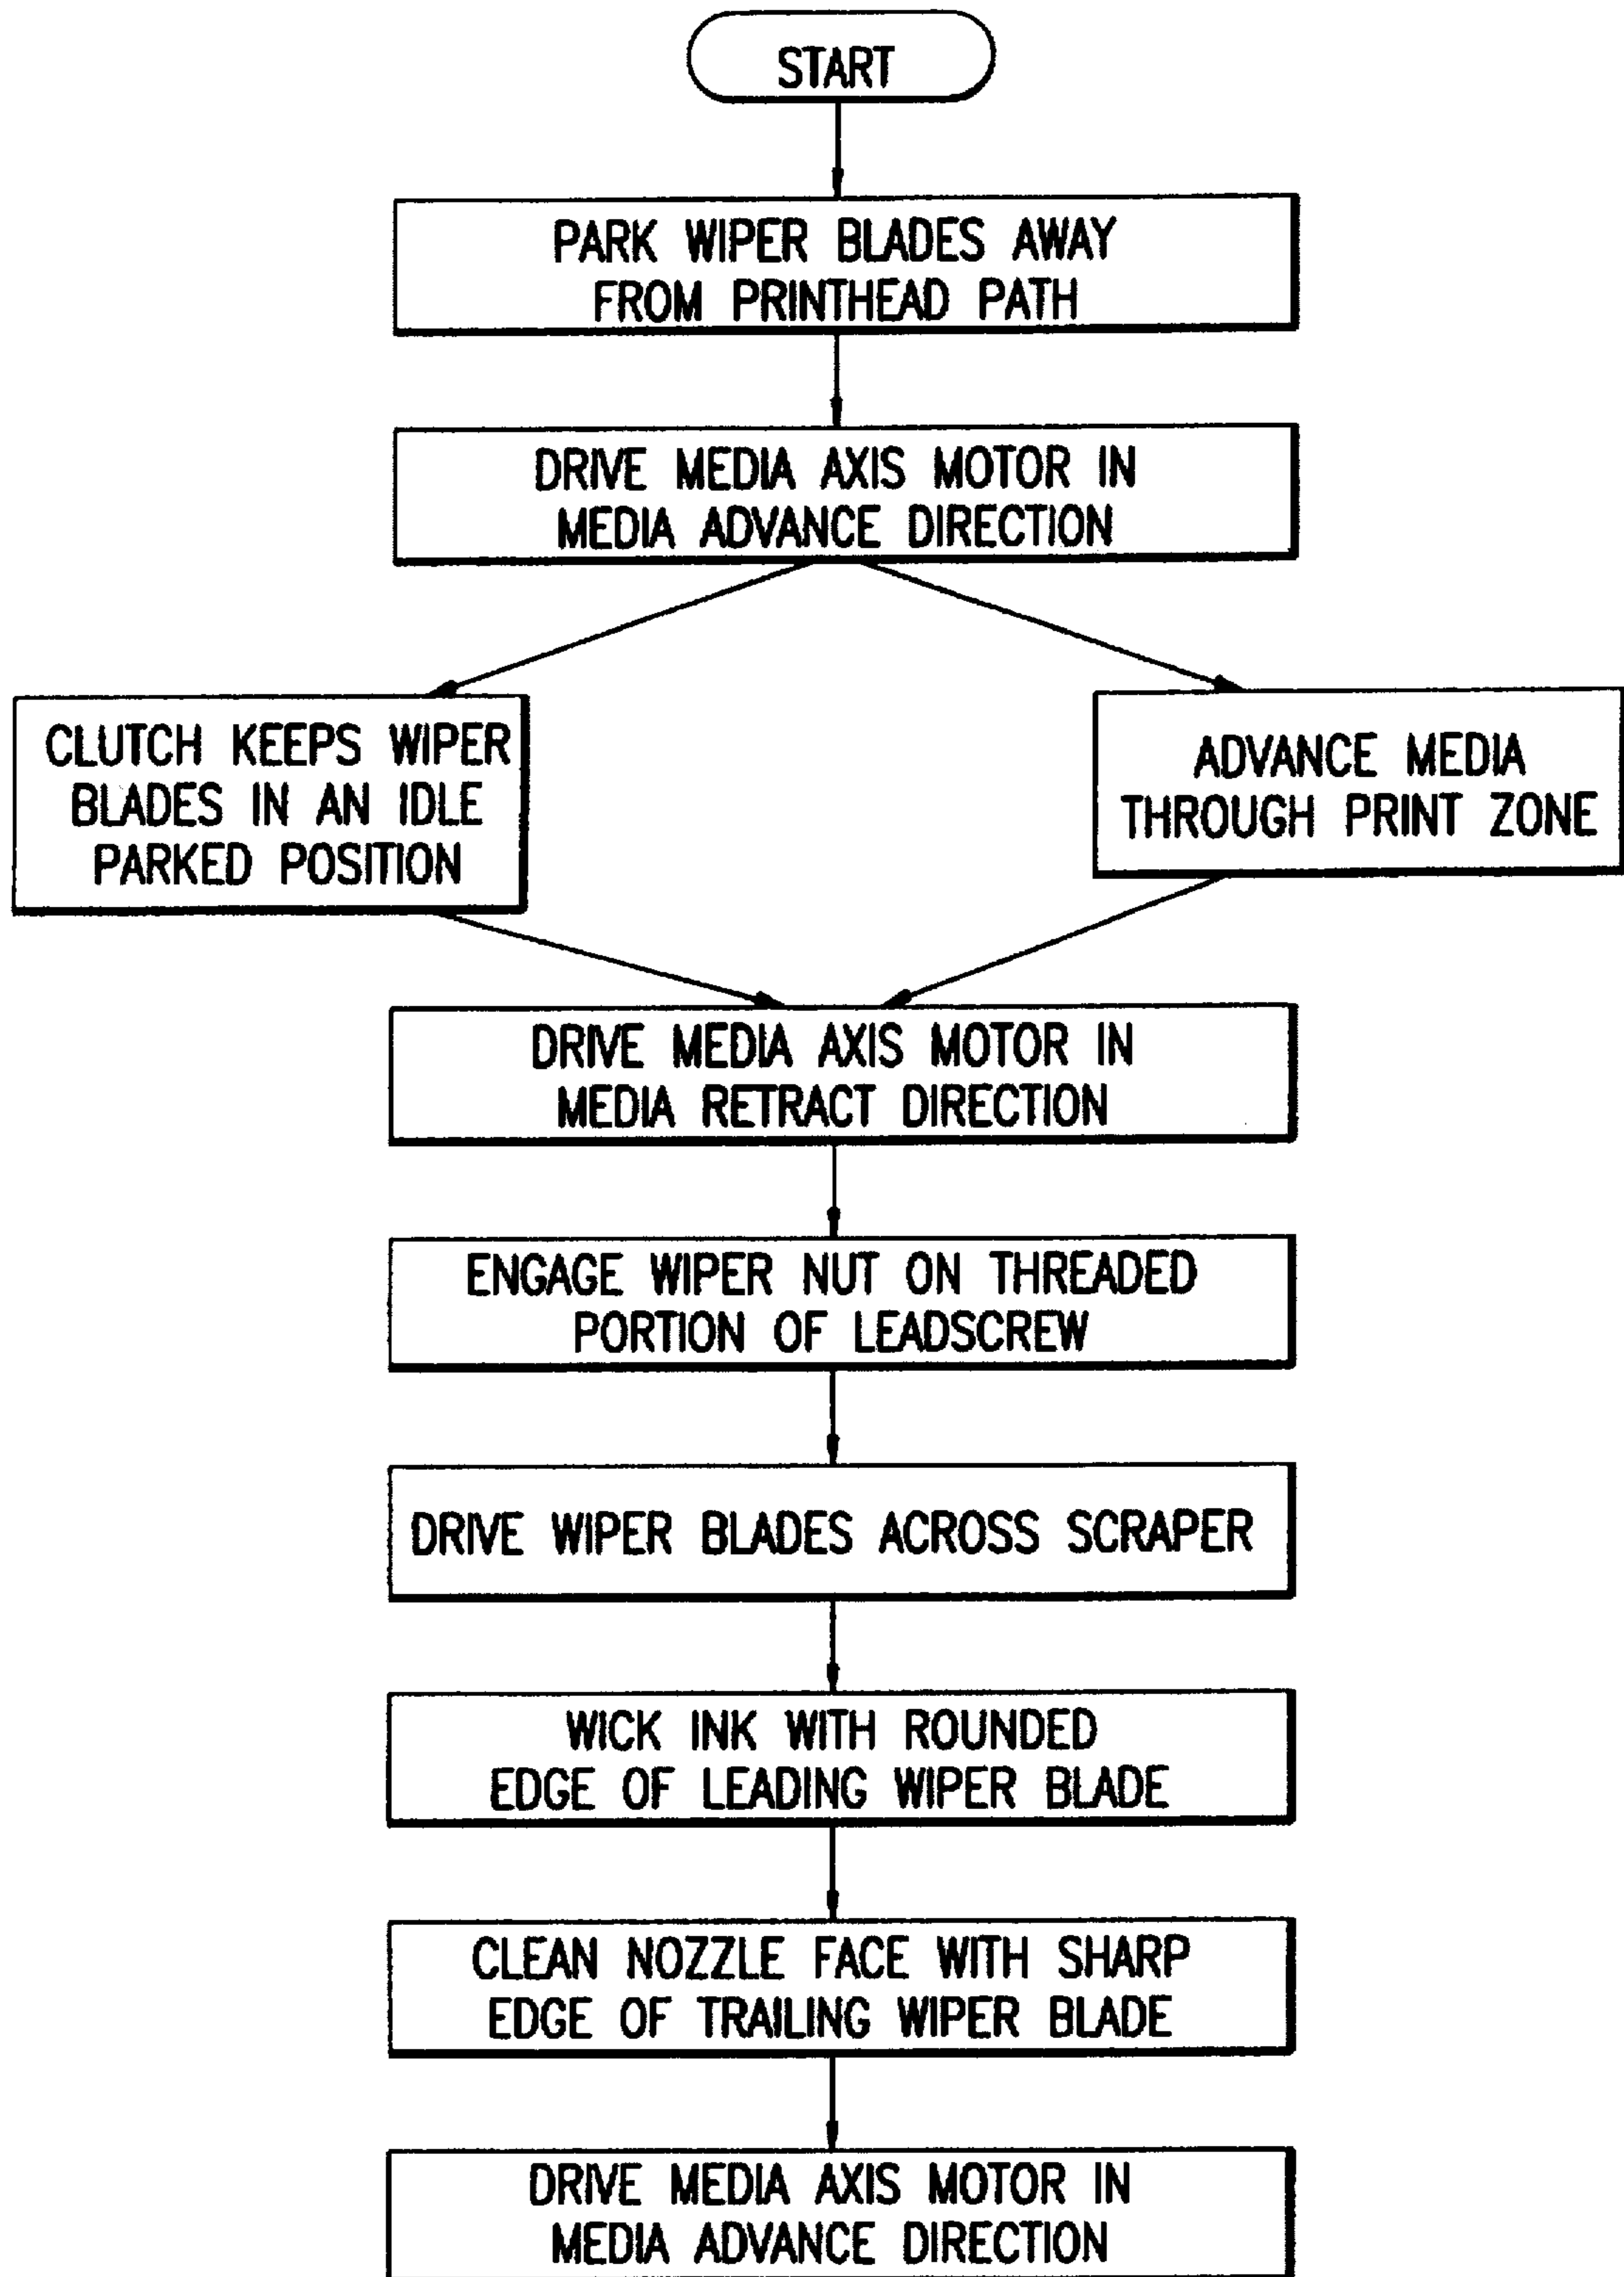 START
PARK WIPER BLADES AWAY
FROM PRINTHEAD PATH
DRIVE MEDIA AXIS MOTOR IN
MEDIA ADVANCE DIRECTION
CLUTCH KEEPS WIPER
BLADES IN AN IDLE
PARKED POSITION
ADVANCE MEDIA
THROUGH PRINT ZONE
DRIVE MEDIA AXIS MOTOR IN
MEDIA RETRACT DIRECTION
ENGAGE WIPER NUT ON THREADED
PORTION OF LEADSCREW
DRIVE WIPER BLADES ACROSS SCRAPER
WICK INK WITH ROUNDED
EDGE OF LEADING WIPER BLADE
CLEAN NOZZLE FACE WITH SHARP
EDGE OF TRAILING WIPER BLADE
DRIVE MEDIA AXIS MOTOR IN
MEDIA ADVANCE DIRECTION